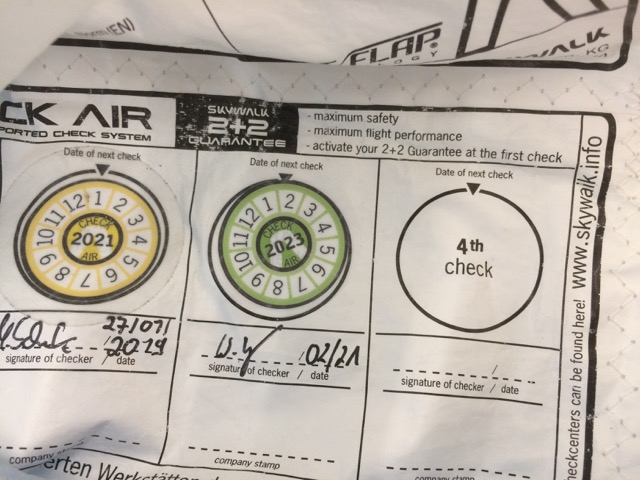 (EN)
FLAP
WALK
KG
CK AIR
PORTED CHECK SYSTEM
SKYWALK
2+2
GUARANTEE
- maximum safety
- maximum flight performance
- activate your 2+2 Guarantee at the first check
Date of next check
12 1 2 3 4 5 6 7 8 9 10 11
CHECK
2021
AIR
27/07/
2019
signature of checker / date
company
Date of next check
12 1 2 3 4 5 6 7 8 9 10 11
CHECK
2023
AIR
02/21
signature of checker / date
company stamp
Date of next check
4th
check
signature of checker / date
company stamp
heckcenters can be found here! www.skywalk.info
erten Werkstätten